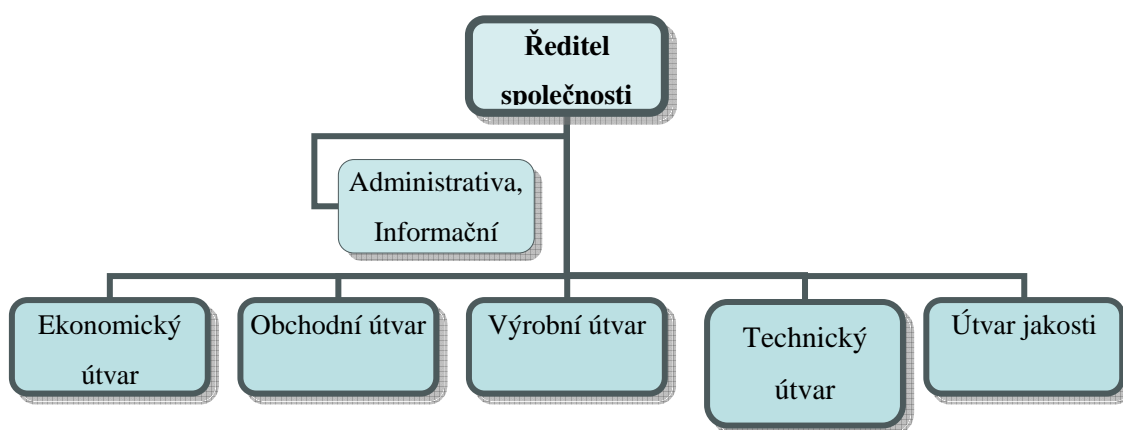 Ředitel
společnosti
Administrativa,
Informační
Ekonomický
útvar
Obchodní útvar
Výrobní útvar
Technický
útvar
Útvar jakosti